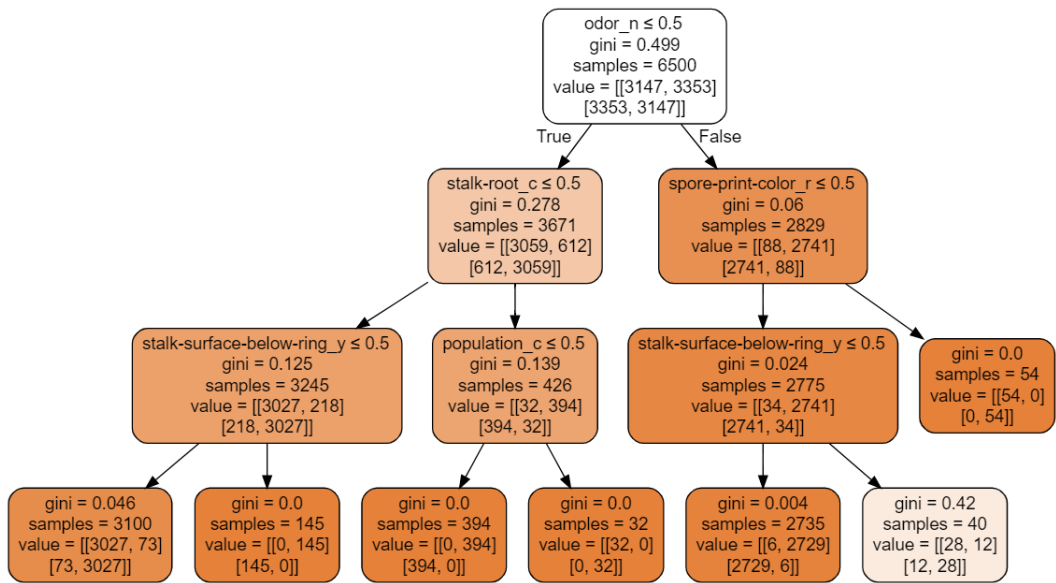 odor_n ≤ 0.5
gini = 0.499
samples = 6500
value = [[3147, 3353]
[3353, 3147]]
True
False
stalk-root_c ≤ 0.5
gini = 0.278
samples = 3671
value = [[3059, 612]
[612, 3059]]
spore-print-color_r ≤ 0.5
gini = 0.06
samples = 2829
value = [[88, 2741]
[2741, 88]]
stalk-surface-below-ring_y ≤ 0.5
gini = 0.125
samples = 3245
value = [[3027, 218]
[218, 3027]]
population_c ≤ 0.5
gini = 0.139
samples = 426
value = [[32, 394]
[394, 32]]
stalk-surface-below-ring_y ≤ 0.5
gini = 0.024
samples = 2775
value = [[34, 2741]
[2741, 34]]
gini = 0.0
samples = 54
value = [[54, 0]
[0, 54]]
gini = 0.046
samples = 3100
value = [[3027, 73]
[73, 3027]]
gini = 0.0
samples = 145
value = [[0, 145]
[145, 0]]
gini = 0.0
samples = 394
value = [[0, 394]
[394, 0]]
gini = 0.0
samples = 32
value = [[32, 0]
[0, 32]]
gini = 0.004
samples = 2735
value = [[6, 2729]
[2729, 6]]
gini = 0.42
samples = 40
value = [[28, 12]
[12, 28]]